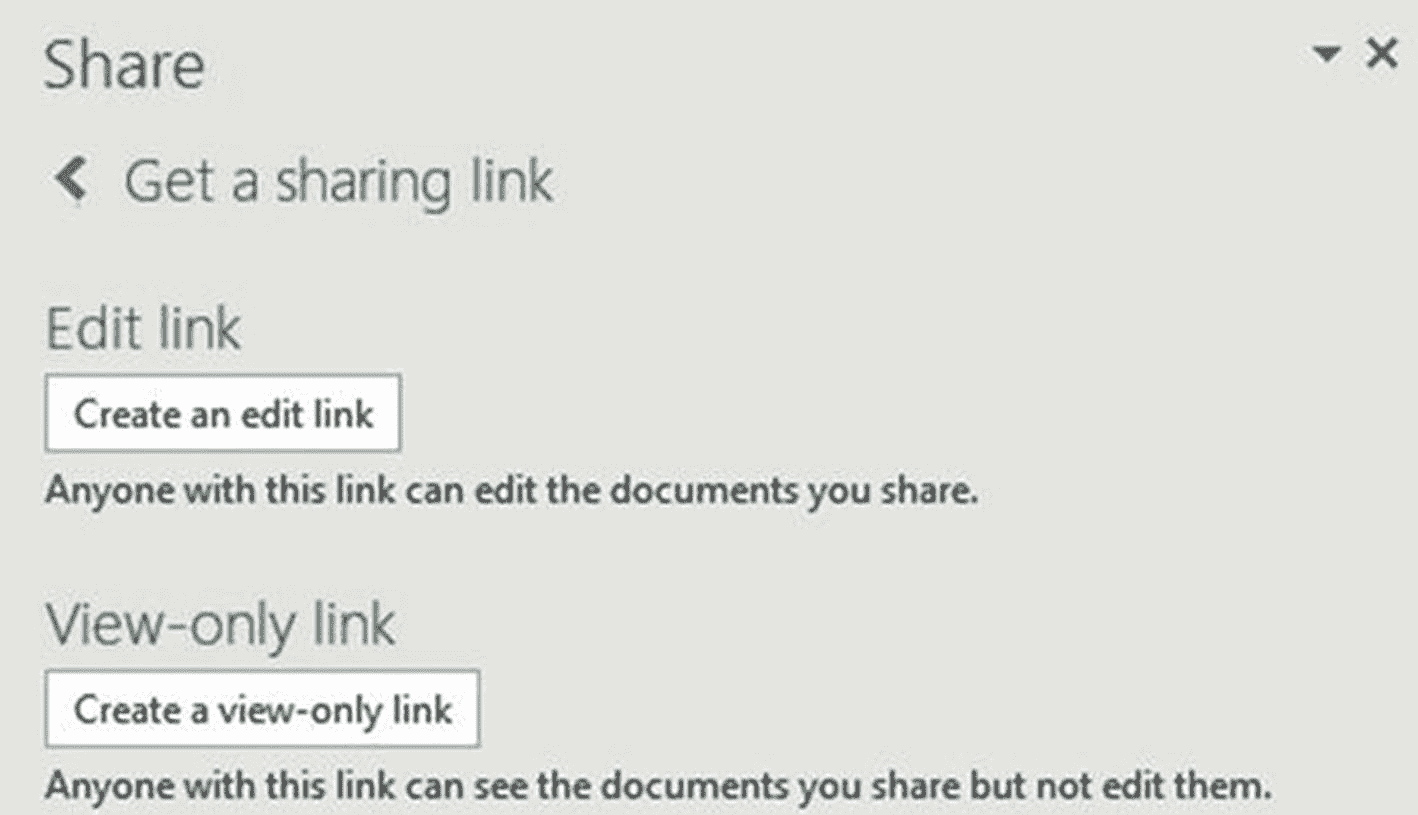 Share
Get a sharing link
Edit link
Create an edit link
Anyone with this link can edit the documents you share.
View-only link
Create a view-only link
Anyone with this link can see the documents you share but not edit them.